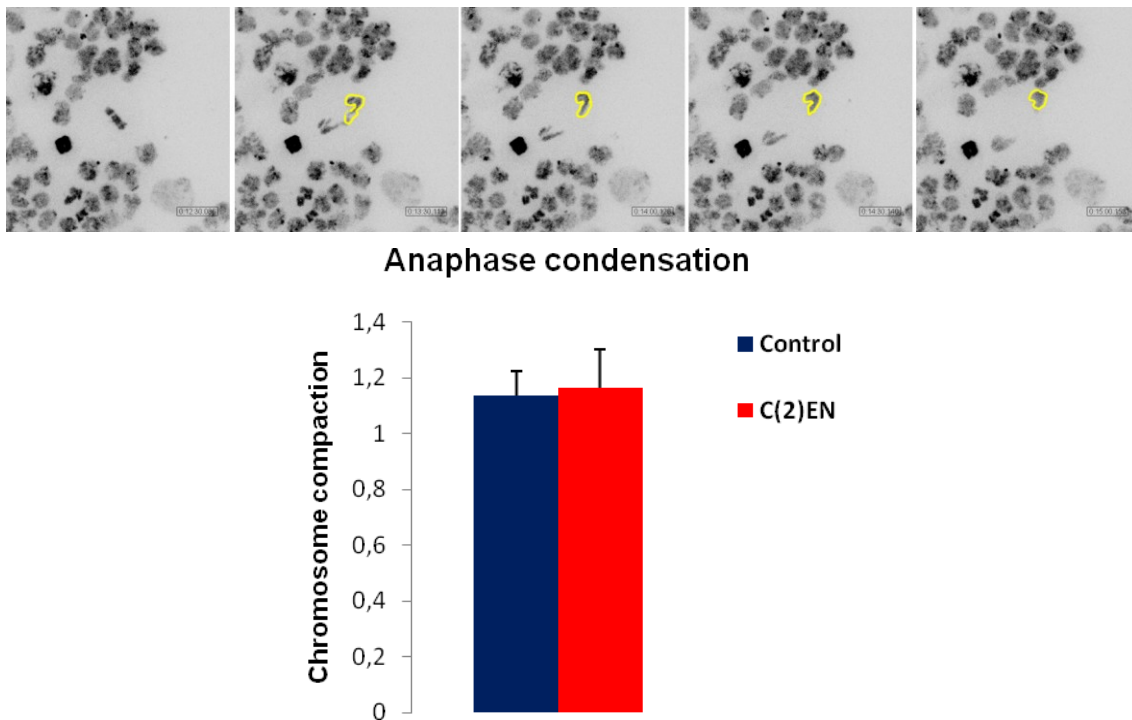 Anaphase condensation
Chromosome compaction
1,4
1,2
1
0,8
0,6
0,4
0,2
0
Control
C(2)EN